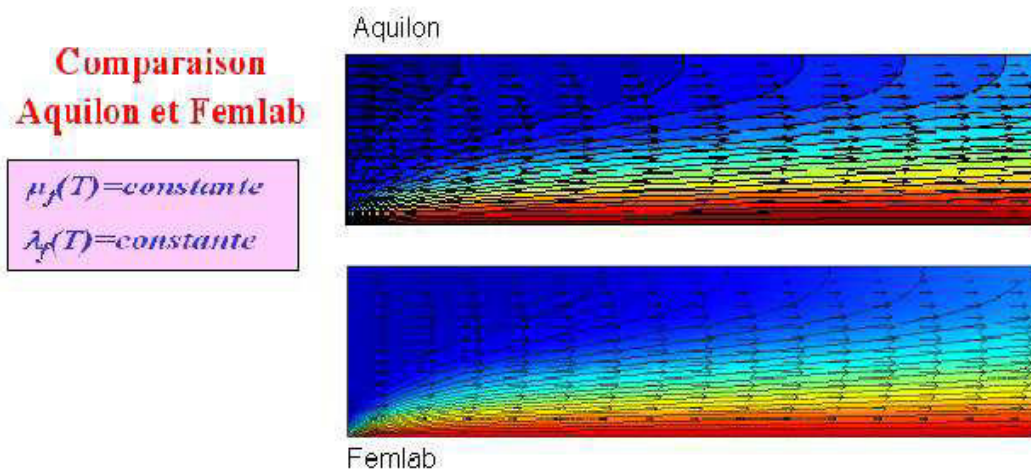 Comparaison
Aquilon et Femlab
μf(T)=constante
λf(T)=constante
Aquilon
Femlab